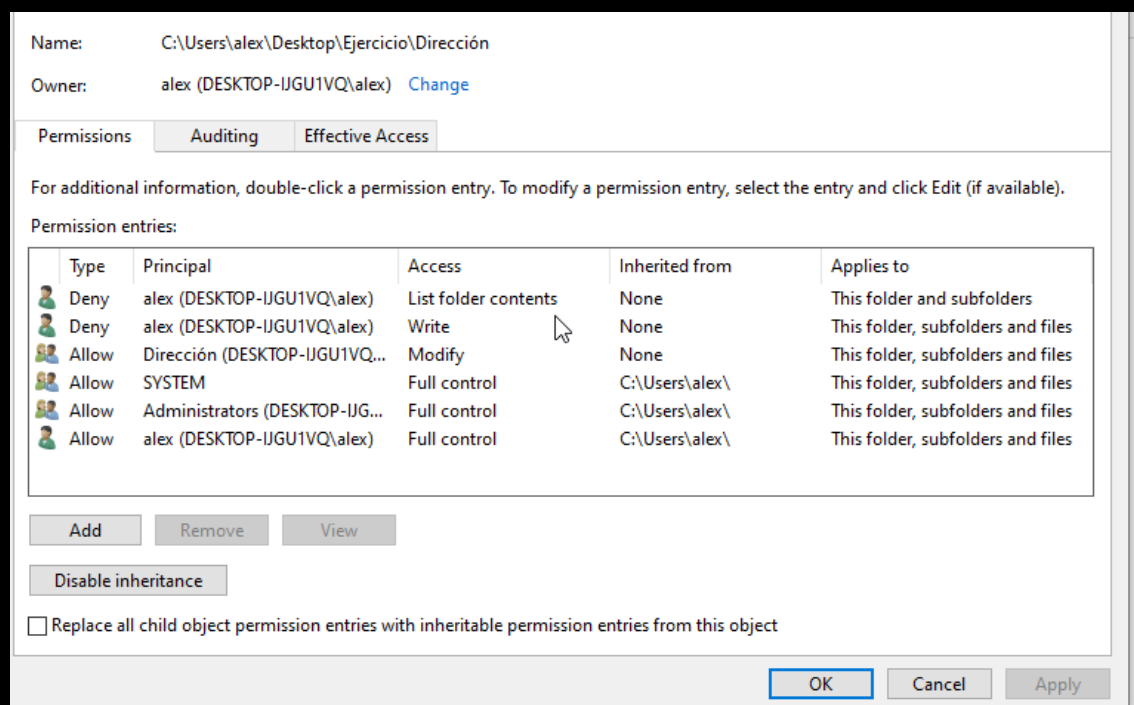 Name: C:\Users\alex\Desktop\Ejercicio\Dirección
Owner: alex (DESKTOP-IJGU1VQ\alex) Change
Permissions Auditing Effective Access
For additional information, double-click a permission entry. To modify a permission entry, select the entry and click Edit (if available).
Permission entries:
Type Principal Access Inherited from Applies to
Deny alex (DESKTOP-IJGU1VQ\alex) List folder contents None This folder and subfolders
Deny alex (DESKTOP-IJGU1VQ\alex) Write None This folder, subfolders and files
Allow Dirección (DESKTOP-IJGU1VQ... Modify None This folder, subfolders and files
Allow SYSTEM Full control C:\Users\alex\ This folder, subfolders and files
Allow Administrators (DESKTOP-IJG... Full control C:\Users\alex\ This folder, subfolders and files
Allow alex (DESKTOP-IJGU1VQ\alex) Full control C:\Users\alex\ This folder, subfolders and files
Add Remove View
Disable inheritance
Replace all child object permission entries with inheritable permission entries from this object
OK Cancel Apply